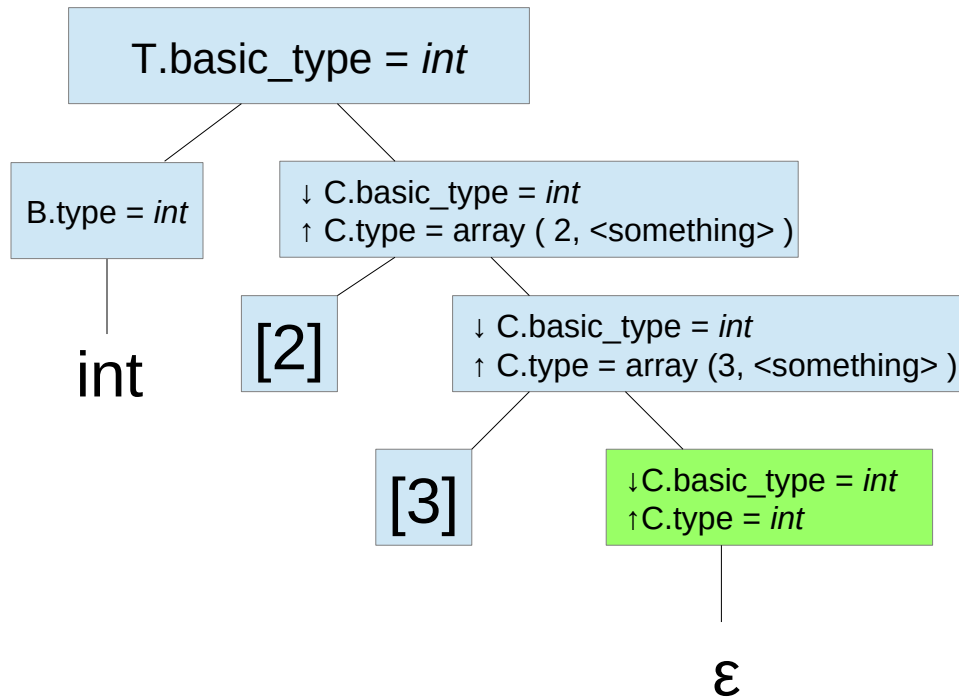 T.basic_type = int
B.type = int
↓ C.basic_type = int
↑ C.type = array ( 2, <something> )
int
[2]
↓ C.basic_type = int
↑ C.type = array (3, <something> )
[3]
↓C.basic_type = int
↑C.type = int
ε